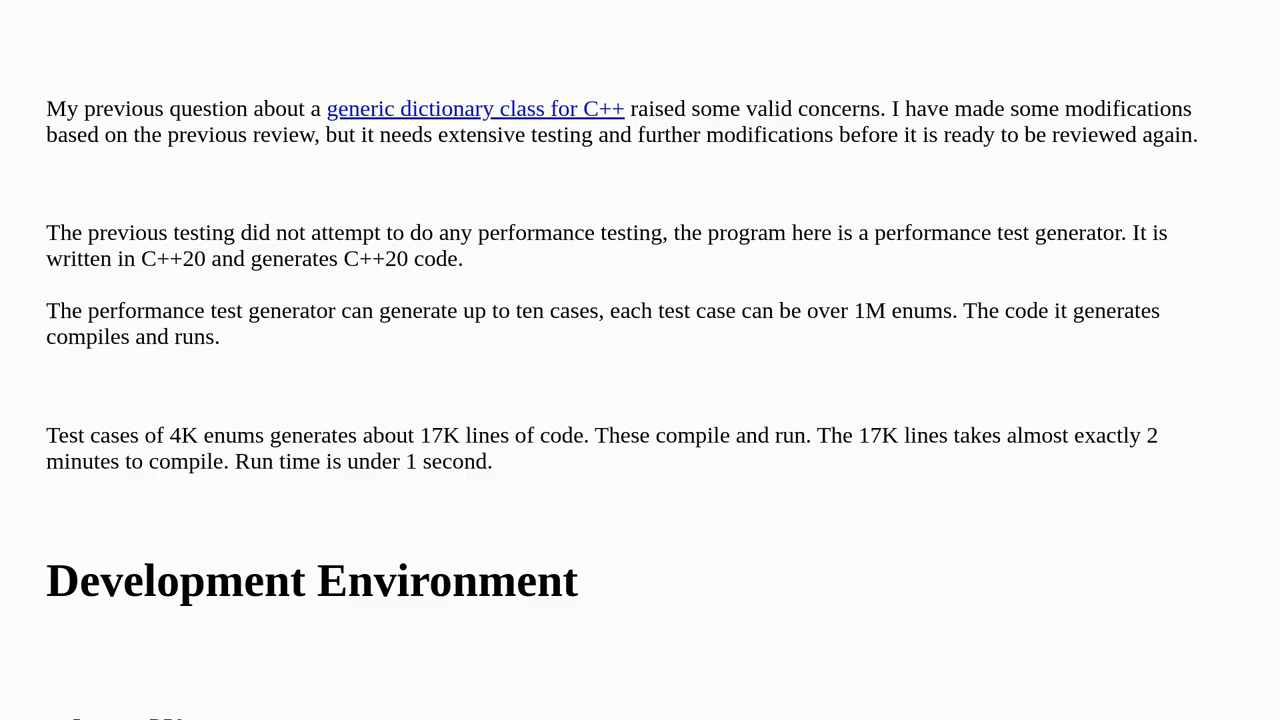 My previous question about a generic dictionary class for C++ raised some valid concerns. I have made some modifications
based on the previous review, but it needs extensive testing and further modifications before it is ready to be reviewed again.
The previous testing did not attempt to do any performance testing, the program here is a performance test generator. It is
written in C++20 and generates C++20 code.
The performance test generator can generate up to ten cases, each test case can be over 1M enums. The code it generates
compiles and runs.
Test cases of 4K enums generates about 17K lines of code. These compile and run. The 17K lines takes almost exactly 2
minutes to compile. Run time is under 1 second.
Development Environment